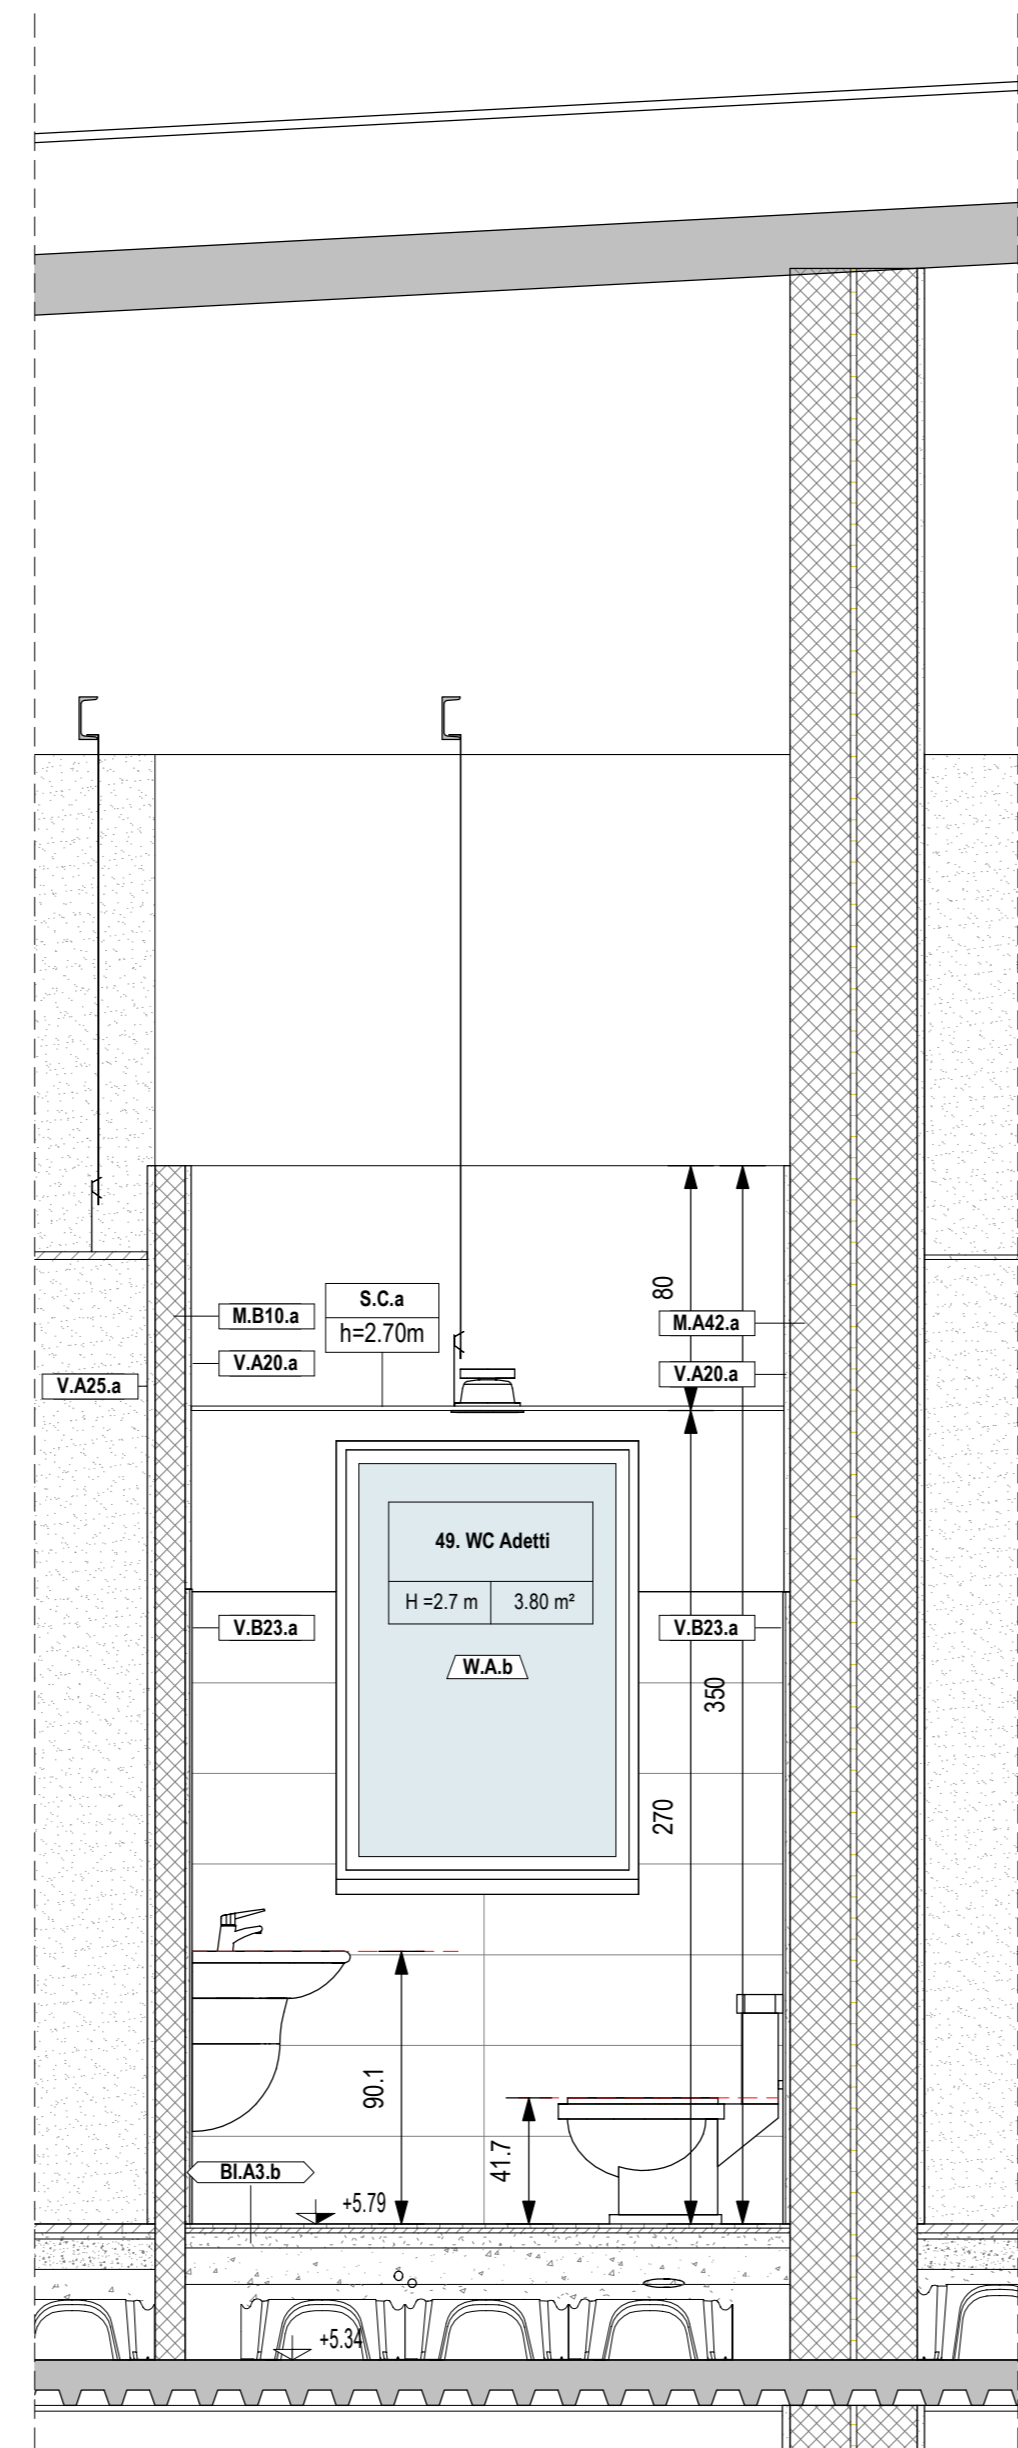 80
M.B10.a
S.C.a
h=2.70m
M.A42.a
V.A20.a
V.A20.a
V.A25.a
49. WC Adetti
H =2.7 m
3.80 m²
V.B23.a
V.B23.a
W.A.b
350
270
90.1
41.7
BI.A3.b
+5.79
+5.34